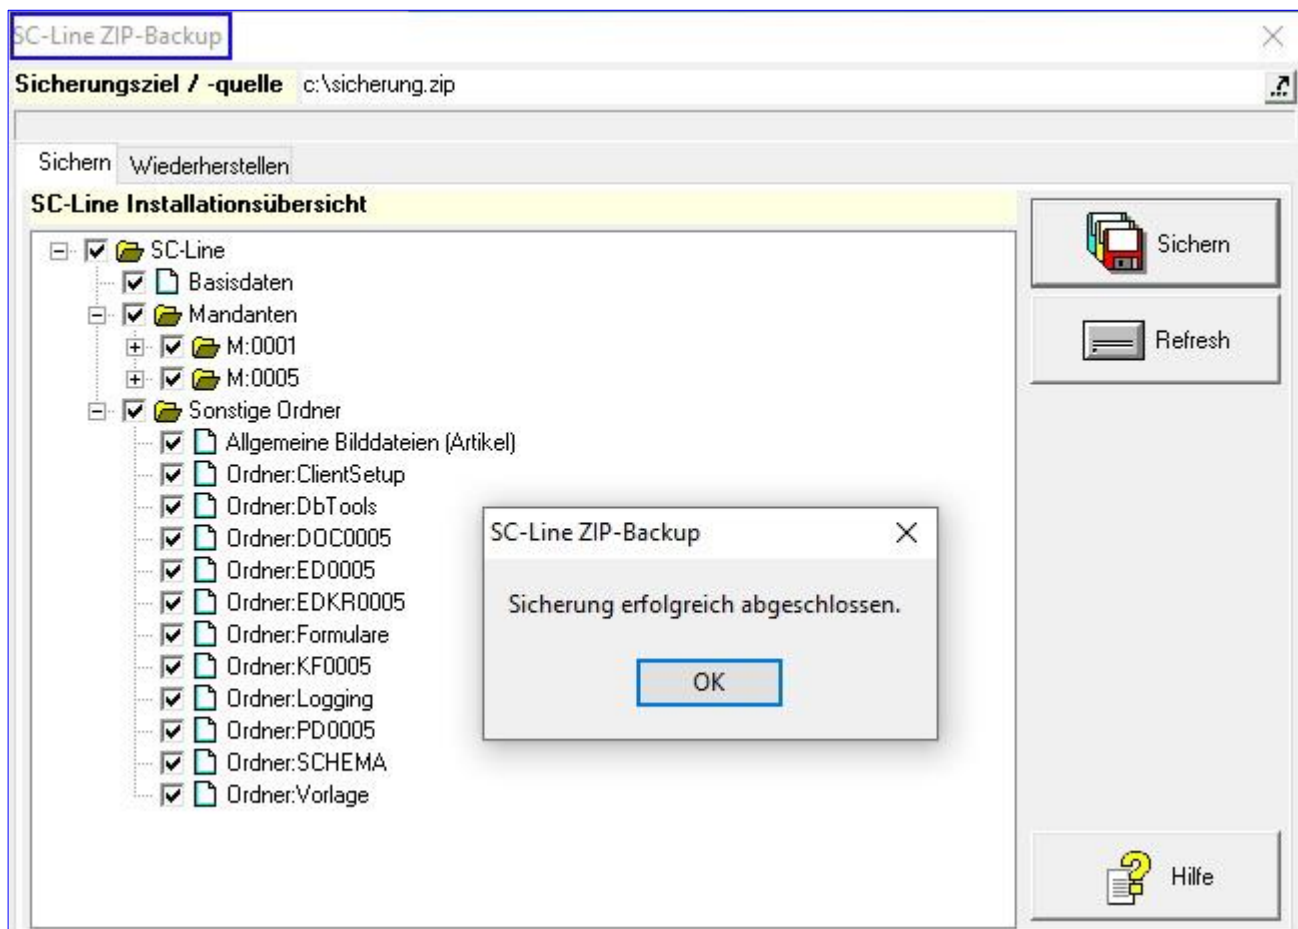 SC-Line ZIP-Backup
Sicherungsziel / -quelle c:\sicherung.zip
Sichern Wiederherstellen
SC-Line Installationsübersicht
SC-Line
Basisdaten
Mandanten
M:0001
M:0005
Sonstige Ordner
Allgemeine Bilddateien (Artikel)
Ordner:ClientSetup
Ordner:DbTools
Ordner:DOC0005
Ordner:ED0005
Ordner:EDKR0005
Ordner:Formulare
Ordner:KF0005
Ordner:Logging
Ordner:PD0005
Ordner:SCHEMA
Ordner:Vorlage
Sichern
Refresh
SC-Line ZIP-Backup
Sicherung erfolgreich abgeschlossen.
OK
Hilfe